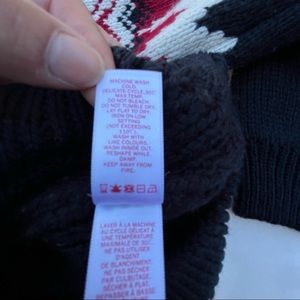 MACHINE WASH
COLD,
DELICATE CYCLE, 30°
MAX.TEMP.
DO NOT BLEACH.
DO NOT TUMBLE DRY.
LAY FLAT TO DRY.
IRON ON LOW
SETTING
(NOT EXCEEDING
110°).
WASH WITH
LIKE COLOURS.
WASH INSIDE OUT.
RESHAPE WHILE
DAMP.
KEEP AWAY FROM
FIRE.
LAVER À LA MACHINE
AU CYCLE DÉLICAT À
UNE TEMPÉRATURE
MAXIMALE DE 30°.
NE PAS UTILISER
D'AGENT
DE BLANCHIMENT.
NE PAS SÉCHER
PAR CULBUTAGE.
SÉCHER À PLAT.
REPASSER À BASSE